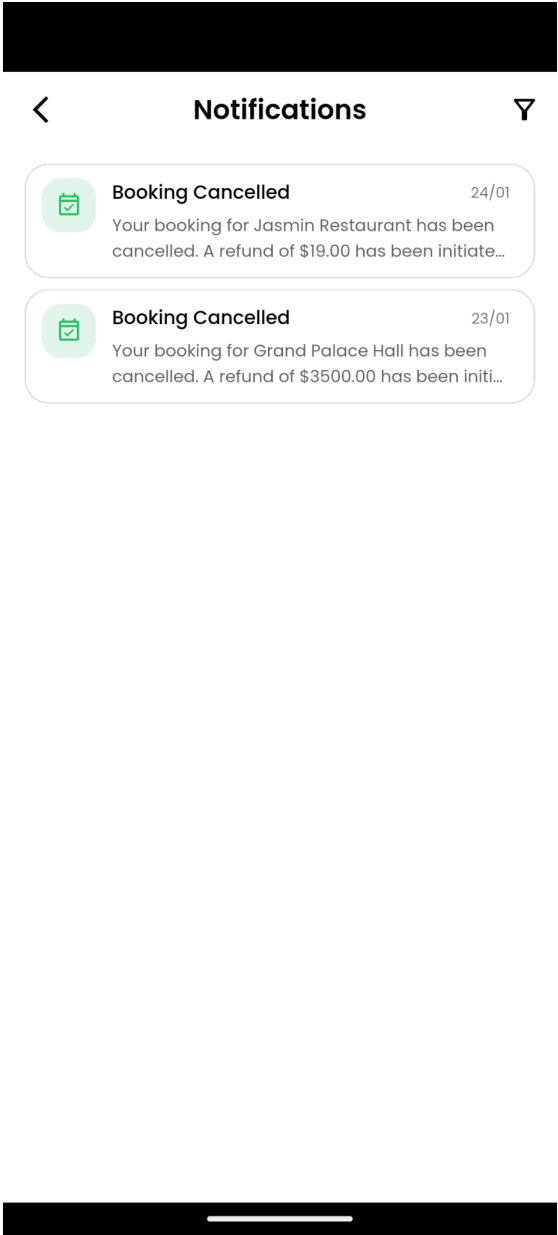 Notifications
Booking Cancelled
24/01
Your booking for Jasmin Restaurant has been
cancelled. A refund of $19.00 has been initiate...
Booking Cancelled
23/01
Your booking for Grand Palace Hall has been
cancelled. A refund of $3500.00 has been initi...